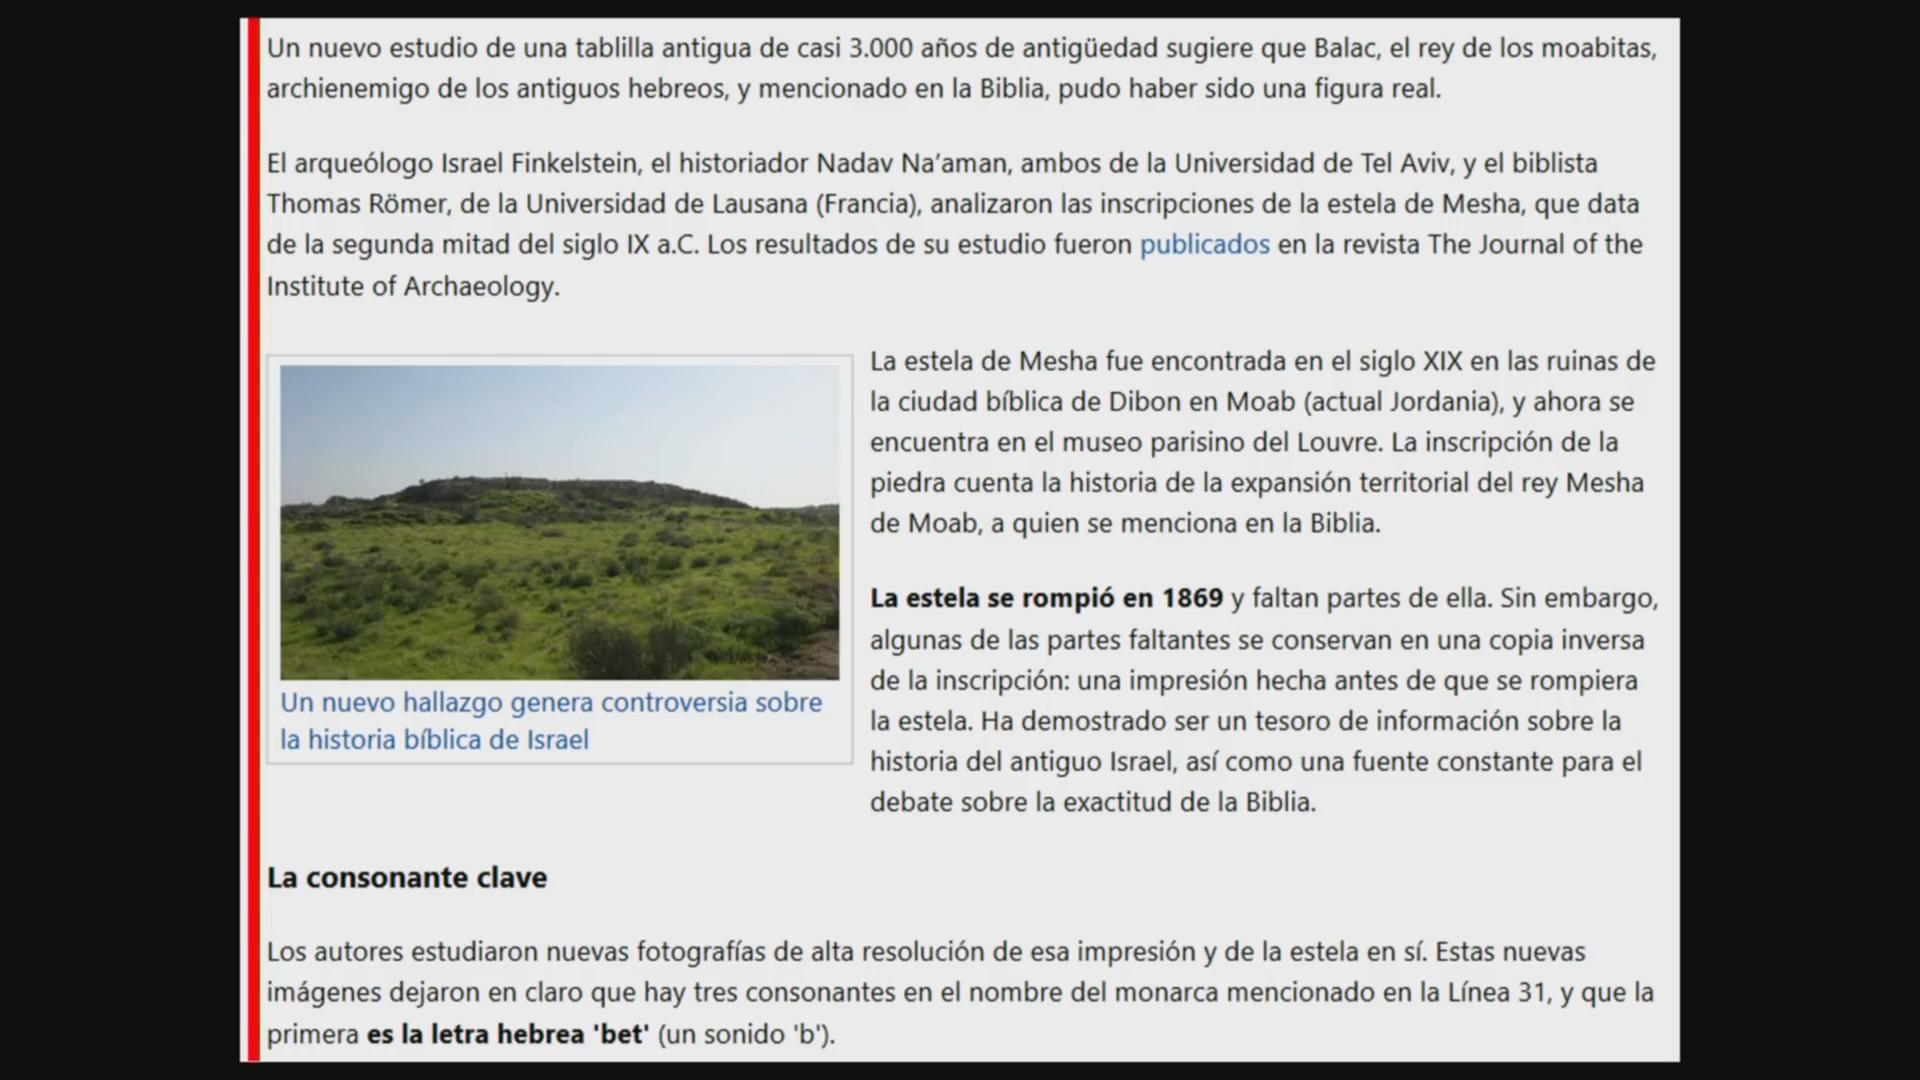 Un nuevo estudio de una tablilla antigua de casi 3.000 años de antigüedad sugiere que Balac, el rey de los moabitas,
archienemigo de los antiguos hebreos, y mencionado en la Biblia, pudo haber sido una figura real.
El arqueólogo Israel Finkelstein, el historiador Nadav Na’aman, ambos de la Universidad de Tel Aviv, y el biblista
Thomas Römer, de la Universidad de Lausana (Francia), analizaron las inscripciones de la estela de Mesha, que data
de la segunda mitad del siglo IX a.C. Los resultados de su estudio fueron publicados en la revista The Journal of the
Institute of Archaeology.
La estela de Mesha fue encontrada en el siglo XIX en las ruinas de
la ciudad bíblica de Dibon en Moab (actual Jordania), y ahora se
encuentra en el museo parisino del Louvre. La inscripción de la
piedra cuenta la historia de la expansión territorial del rey Mesha
de Moab, a quien se menciona en la Biblia.
La estela se rompió en 1869 y faltan partes de ella. Sin embargo,
algunas de las partes faltantes se conservan en una copia inversa
de la inscripción: una impresión hecha antes de que se rompiera
la estela. Ha demostrado ser un tesoro de información sobre la
historia del antiguo Israel, así como una fuente constante para el
debate sobre la exactitud de la Biblia.
Un nuevo hallazgo genera controversia sobre
la historia bíblica de Israel
La consonante clave
Los autores estudiaron nuevas fotografías de alta resolución de esa impresión y de la estela en sí. Estas nuevas
imágenes dejaron en claro que hay tres consonantes en el nombre del monarca mencionado en la Línea 31, y que la
primera es la letra hebrea 'bet' (un sonido 'b').